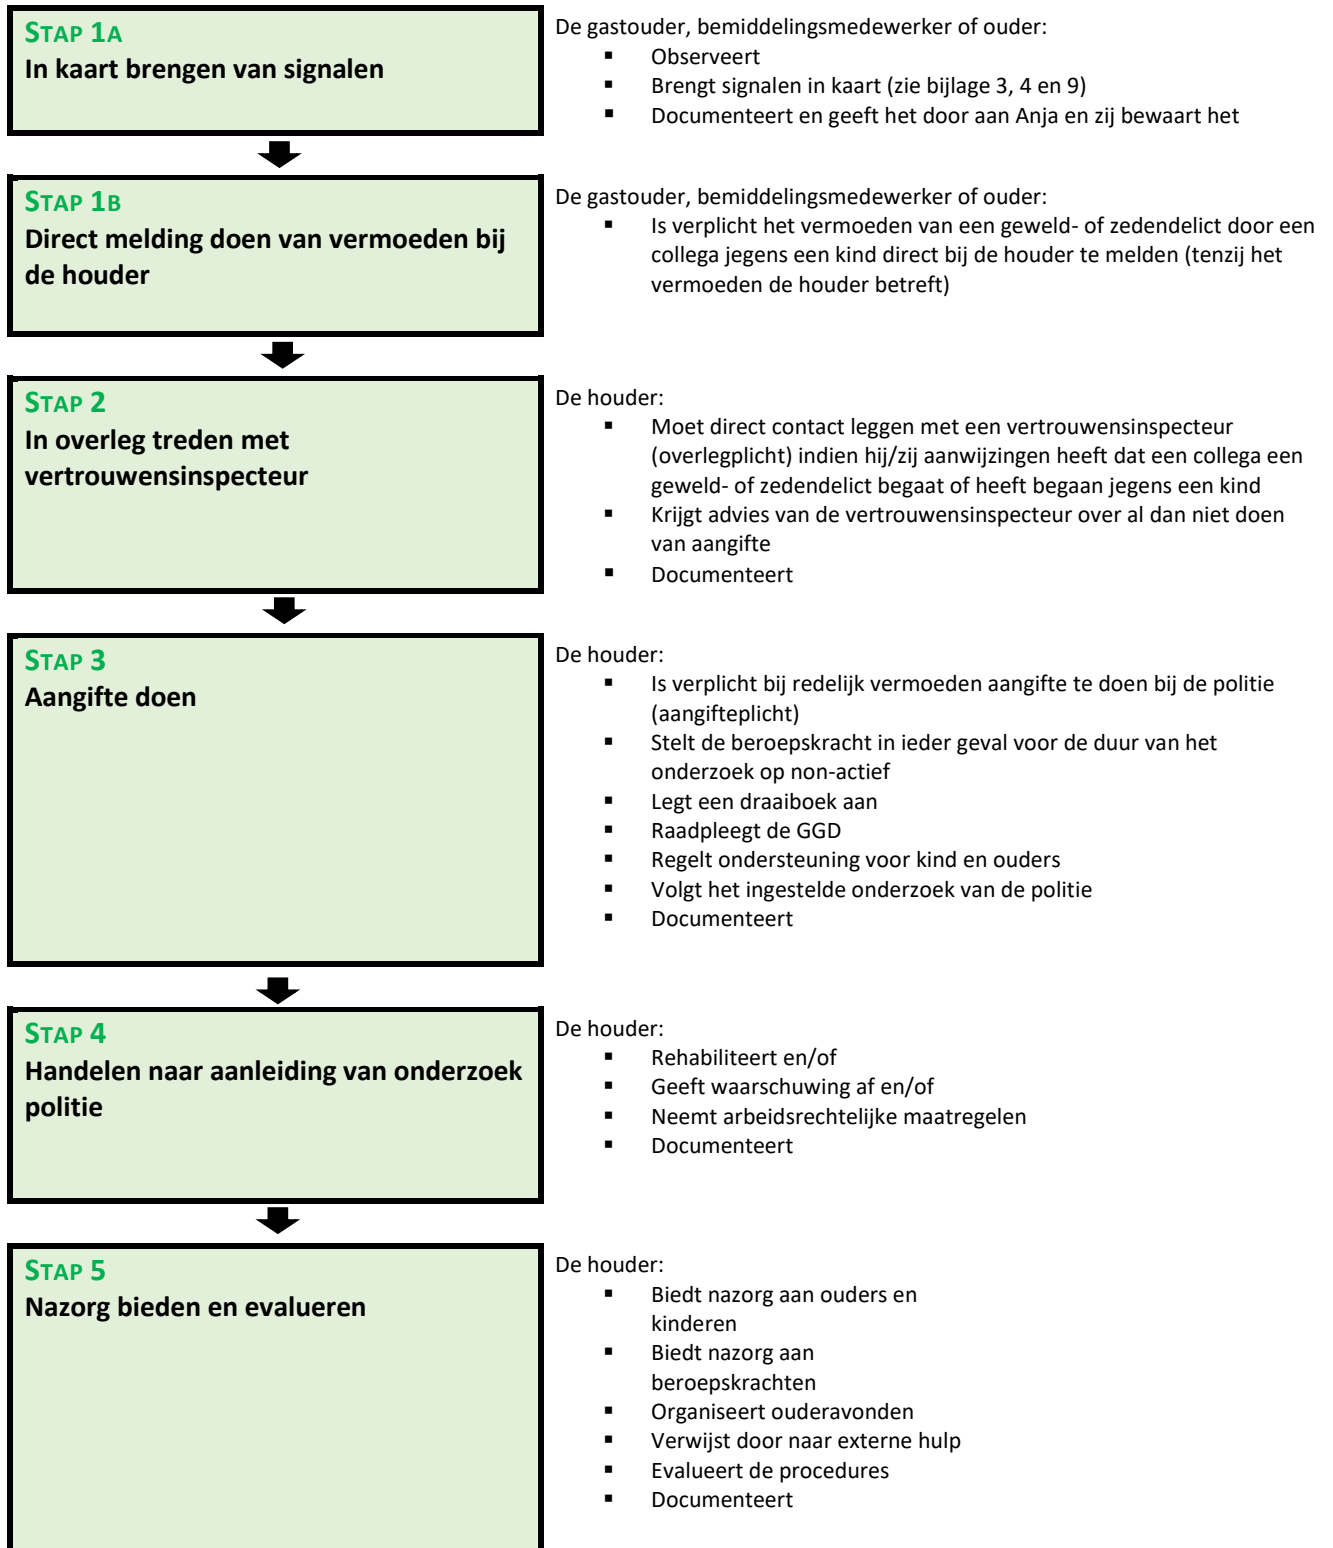 STAP 1A
In kaart brengen van signalen
De gastouder, bemiddelingsmedewerker of ouder:
▪ Observeert
▪ Brengt signalen in kaart (zie bijlage 3, 4 en 9)
▪ Documenteert en geeft het door aan Anja en zij bewaart het
STAP 1B
Direct melding doen van vermoeden bij
de houder
De gastouder, bemiddelingsmedewerker of ouder:
▪ Is verplicht het vermoeden van een geweld- of zedendelict door een
collega jegens een kind direct bij de houder te melden (tenzij het
vermoeden de houder betreft)
STAP 2
In overleg treden met
vertrouwensinspecteur
De houder:
▪ Moet direct contact leggen met een vertrouwensinspecteur
(overlegplicht) indien hij/zij aanwijzingen heeft dat een collega een
geweld- of zedendelict begaat of heeft begaan jegens een kind
▪ Krijgt advies van de vertrouwensinspecteur over al dan niet doen
van aangifte
▪ Documenteert
STAP 3
Aangifte doen
De houder:
▪ Is verplicht bij redelijk vermoeden aangifte te doen bij de politie
(aangifteplicht)
▪ Stelt de beroepskracht in ieder geval voor de duur van het
onderzoek op non-actief
▪ Legt een draaiboek aan
▪ Raadpleegt de GGD
▪ Regelt ondersteuning voor kind en ouders
▪ Volgt het ingestelde onderzoek van de politie
▪ Documenteert
STAP 4
Handelen naar aanleiding van onderzoek
politie
De houder:
▪ Rehabiliteert en/of
▪ Geeft waarschuwing af en/of
▪ Neemt arbeidsrechtelijke maatregelen
▪ Documenteert
STAP 5
Nazorg bieden en evalueren
De houder:
▪ Biedt nazorg aan ouders en
kinderen
▪ Biedt nazorg aan
beroepskrachten
▪ Organiseert ouderavonden
▪ Verwijst door naar externe hulp
▪ Evalueert de procedures
▪ Documenteert